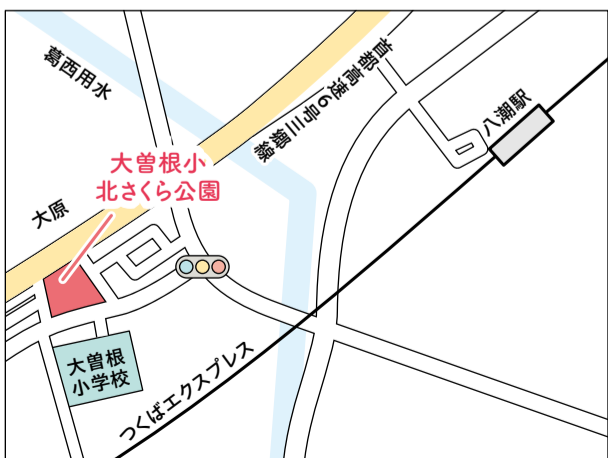 葛西用水
首都高速6号三郷線
八潮駅
大曽根小
北さくら公園
大原
大曽根
小学校
つくばエクスプレス